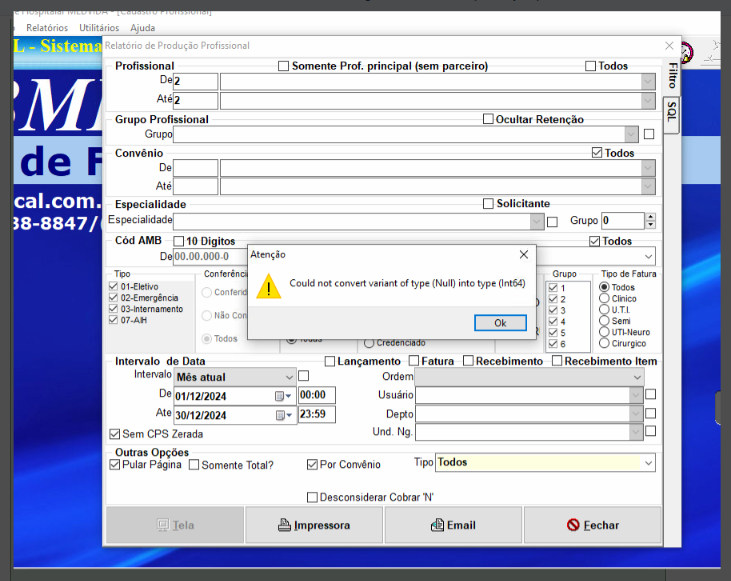 e Hospitalar MEDVIDA - [Cadastro Profissional]
Relatórios Utilitários Ajuda
L - Sistema
Relatório de Produção Profissional
Profissional
Somente Prof. principal (sem parceiro)
Todos
De 2
Até 2
Grupo Profissional
Ocultar Retenção
Grupo
Convênio
Todos
De
Até
Especialidade
Solicitante
Especialidade
Grupo 0
Cód AMB
10 Digitos
Todos
De 00.00.000-0
Filtro
SQL
de F
cal.com.
38-8847/(
Atenção
Could not convert variant of type (Null) into type (Int64)
Ok
Tipo
01-Eletivo
02-Emergência
03-Internamento
07-AIH
Conferênci
Conferid
Não Con
Todos
Todas
Credenciado
Grupo
1
2
3
4
5
6
Tipo de Fatura
Todos
Clínico
U.T.I.
Semi
UTI-Neuro
Cirurgico
Intervalo de Data
Lançamento
Fatura
Recebimento
Recebimento Item
Intervalo Mês atual
Ordem
De 01/12/2024 00:00
Usuário
Ate 30/12/2024 23:59
Depto
Sem CPS Zerada
Und. Ng.
Outras Opções
Pular Página
Somente Total?
Por Convênio
Tipo Todos
Desconsiderar Cobrar 'N'
Tela
Impressora
Email
Fechar